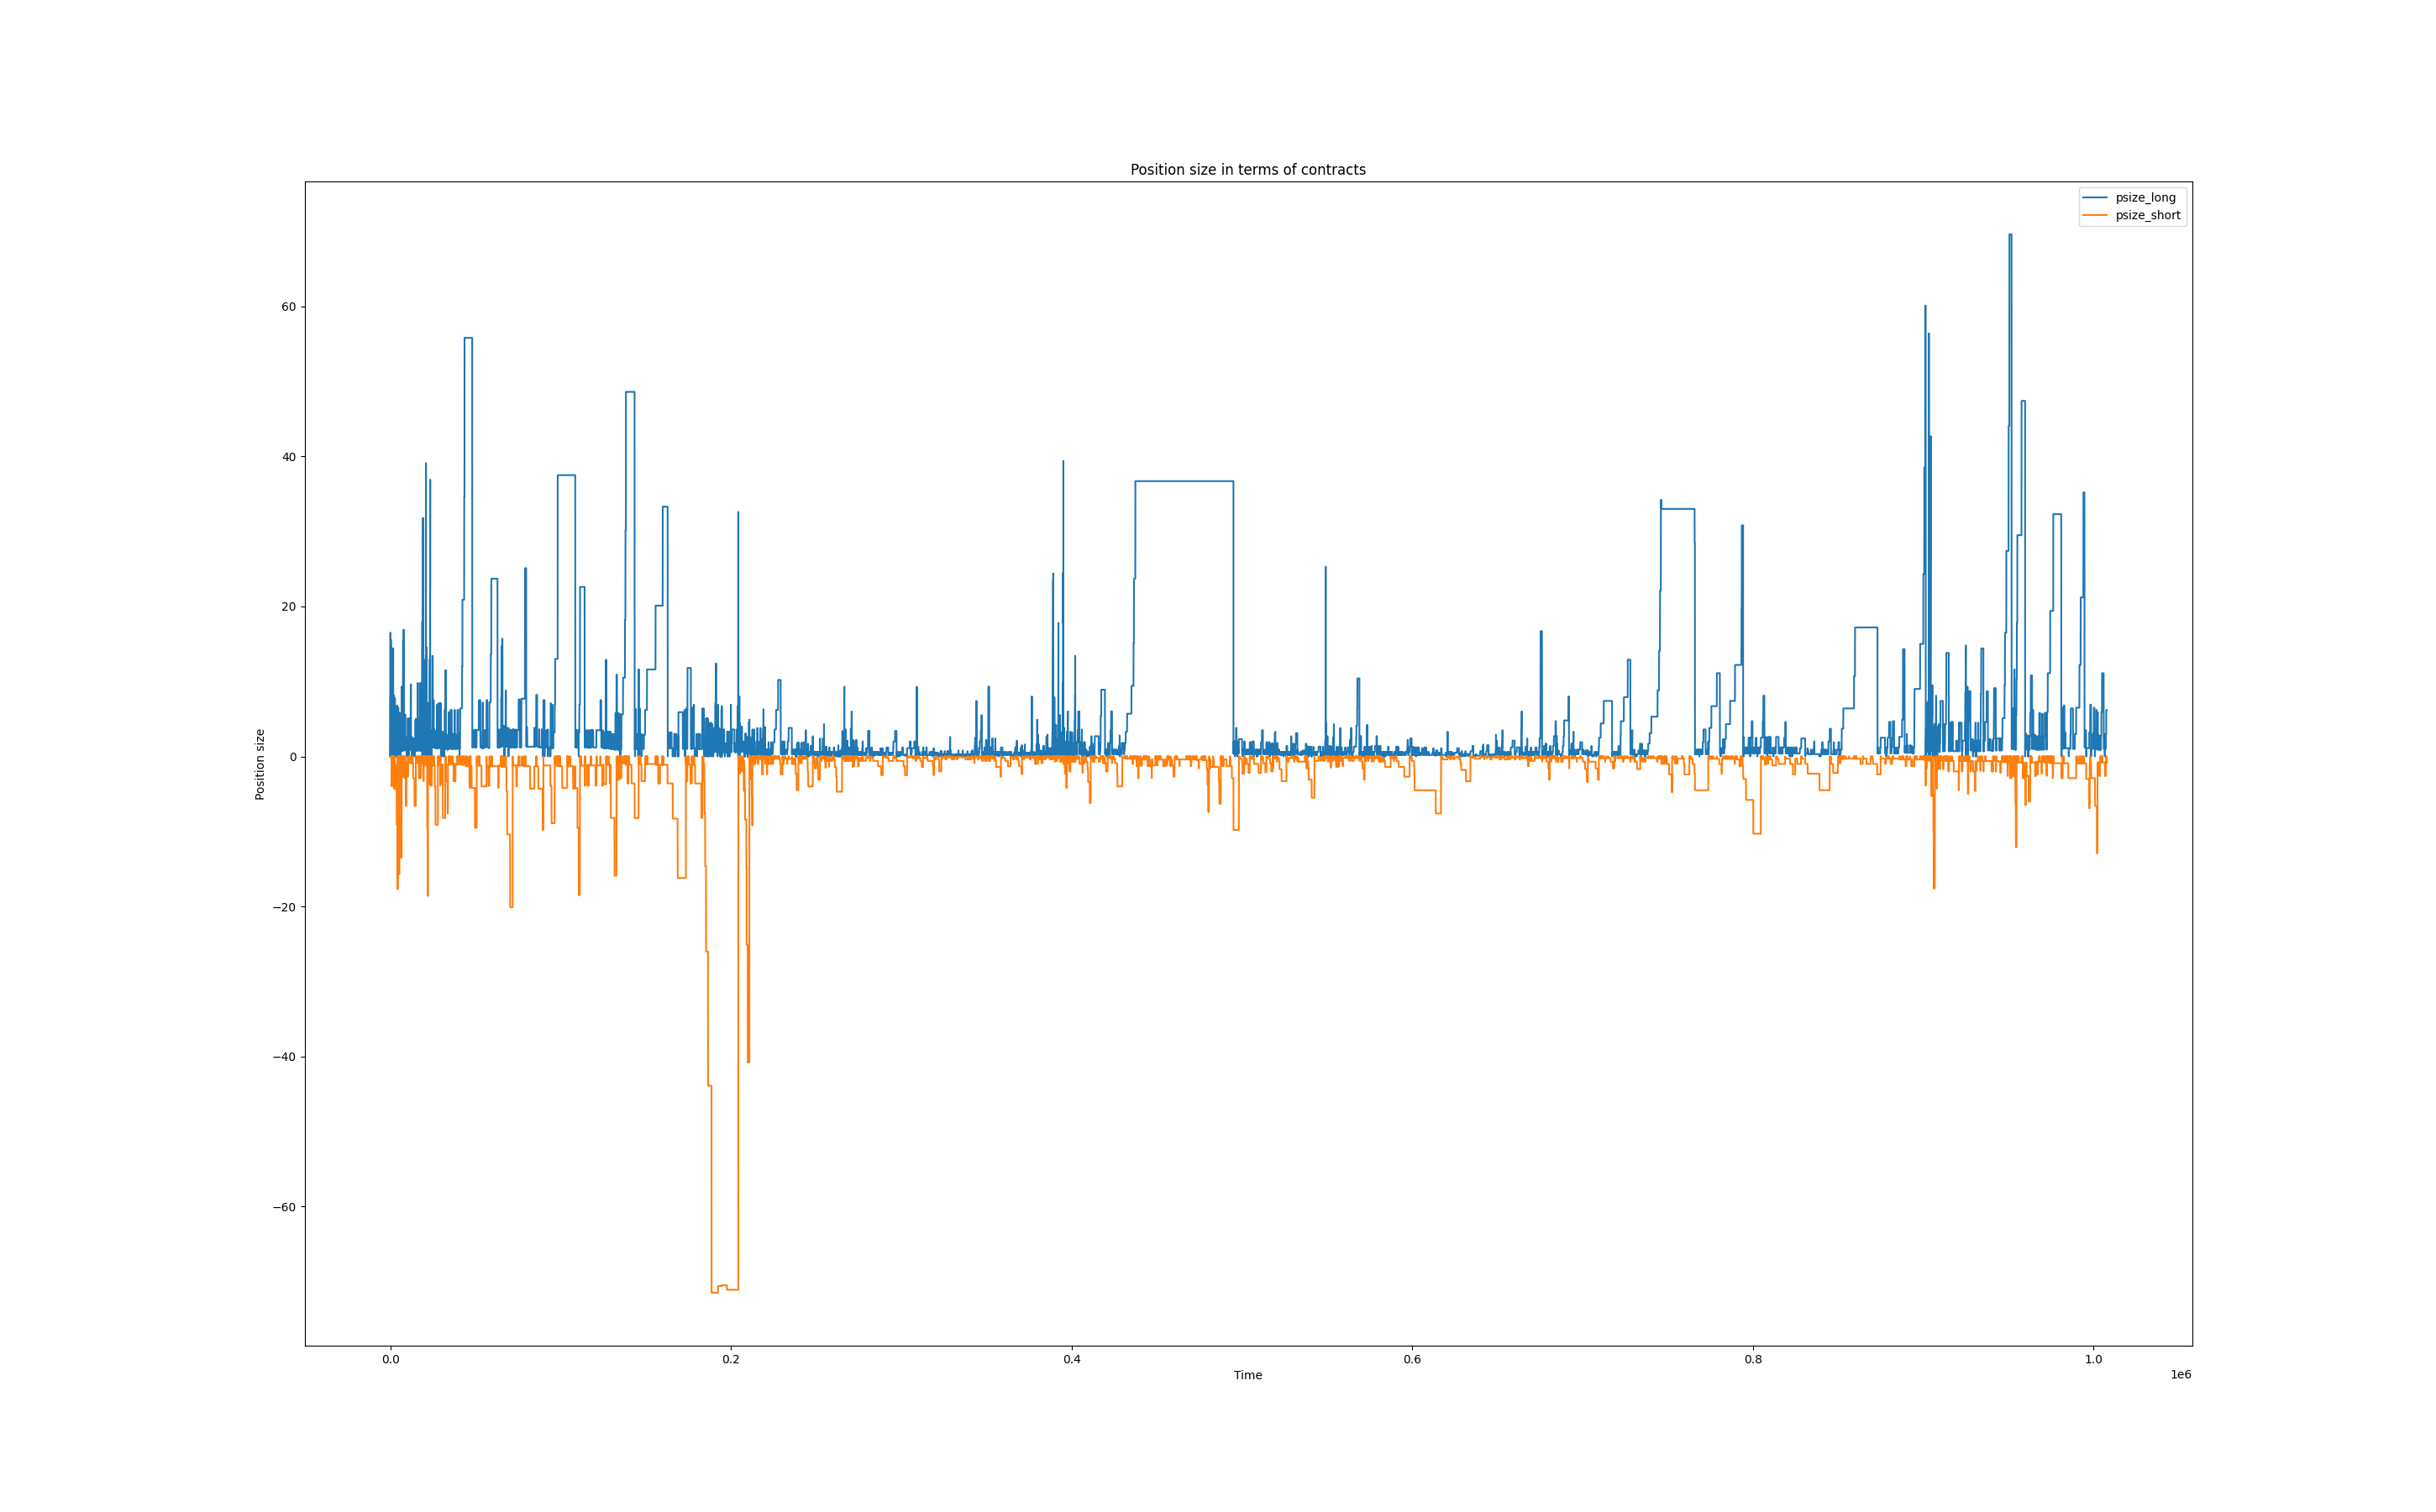 Position size in terms of contracts
psize_long
psize_short
60
40
20
0
−20
−40
−60
Position size
0.0 0.2 0.4 0.6 0.8 1.0
Time
1e6